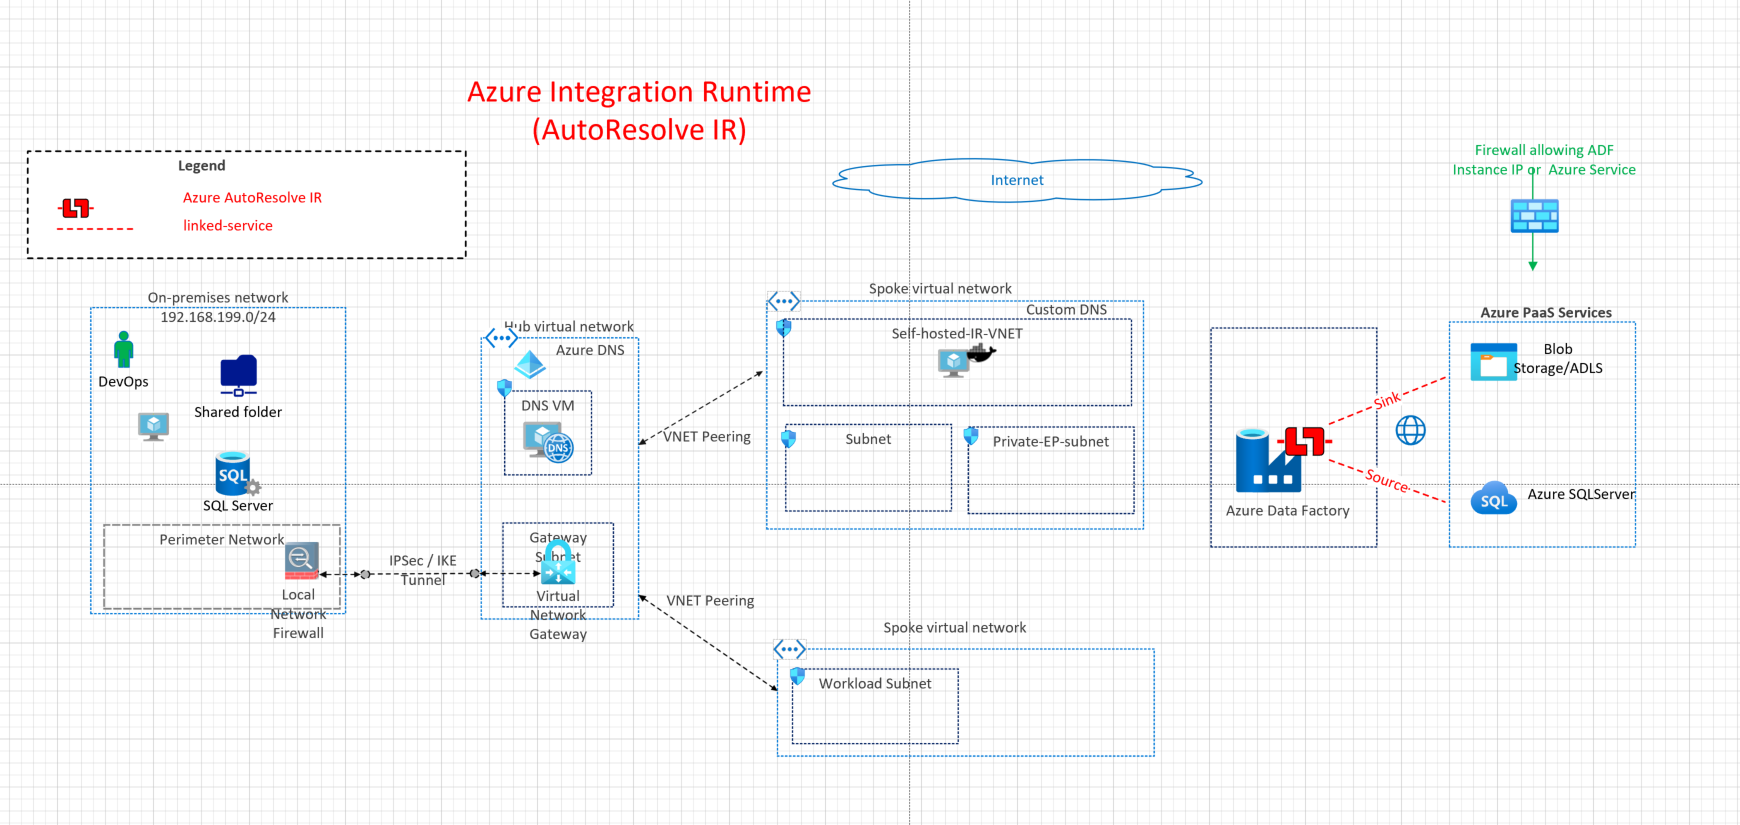 Azure Integration Runtime
(AutoResolve IR)
Legend
Azure AutoResolve IR
linked-service
Internet
Firewall allowing ADF
Instance IP or Azure Service
On-premises network
192.168.199.0/24
DevOps
Shared folder
SQL
SQL Server
Perimeter Network
Local
Network
Firewall
IPSec / IKE
Tunnel
Hub virtual network
Azure DNS
DNS VM
DNS
Gateway
Subnet
Virtual
Network
Gateway
VNET Peering
VNET Peering
Spoke virtual network
Custom DNS
Self-hosted-IR-VNET
Subnet
Private-EP-subnet
Spoke virtual network
Workload Subnet
Azure Data Factory
Sink
Source
Azure PaaS Services
Blob
Storage/ADLS
SQL
Azure SQLServer